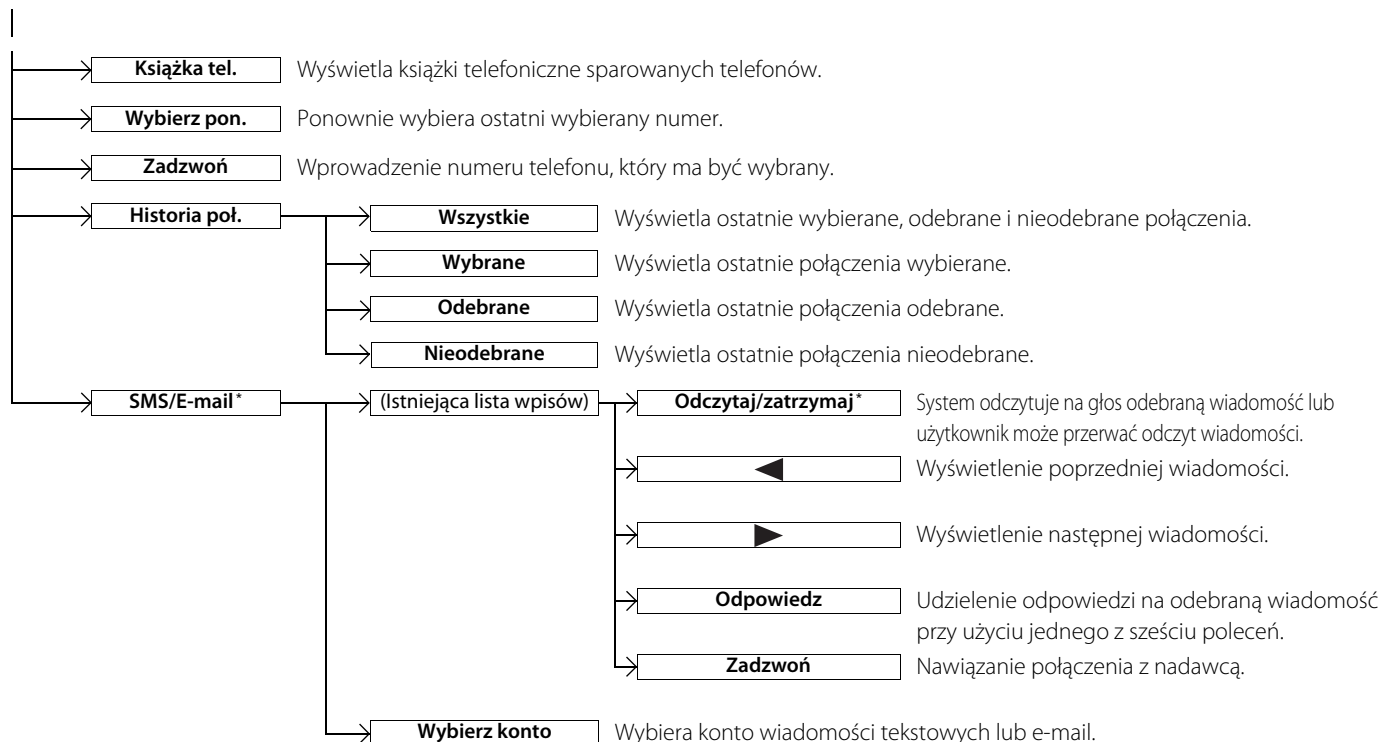 Książka tel. Wyświetla książki telefoniczne sparowanych telefonów.
Wybierz pon. Ponownie wybiera ostatni wybierany numer.
Zadzwoń Wprowadzenie numeru telefonu, który ma być wybrany.
Historia poł. Wszystkie Wyświetla ostatnie wybierane, odebrane i nieodebrane połączenia.
Wybrane Wyświetla ostatnie połączenia wybierane.
Odebrane Wyświetla ostatnie połączenia odebrane.
Nieodebrane Wyświetla ostatnie połączenia nieodebrane.
SMS/E-mail* (Istniejąca lista wpisów) Odczytaj/zatrzymaj* System odczytuje na głos odebraną wiadomość lub
użytkownik może przerwać odczyt wiadomości.
Wyświetlenie poprzedniej wiadomości.
Wyświetlenie następnej wiadomości.
Odpowiedz Udzielenie odpowiedzi na odebraną wiadomość
przy użyciu jednego z sześciu poleceń.
Zadzwoń Nawiązanie połączenia z nadawcą.
Wybierz konto Wybiera konto wiadomości tekstowych lub e-mail.